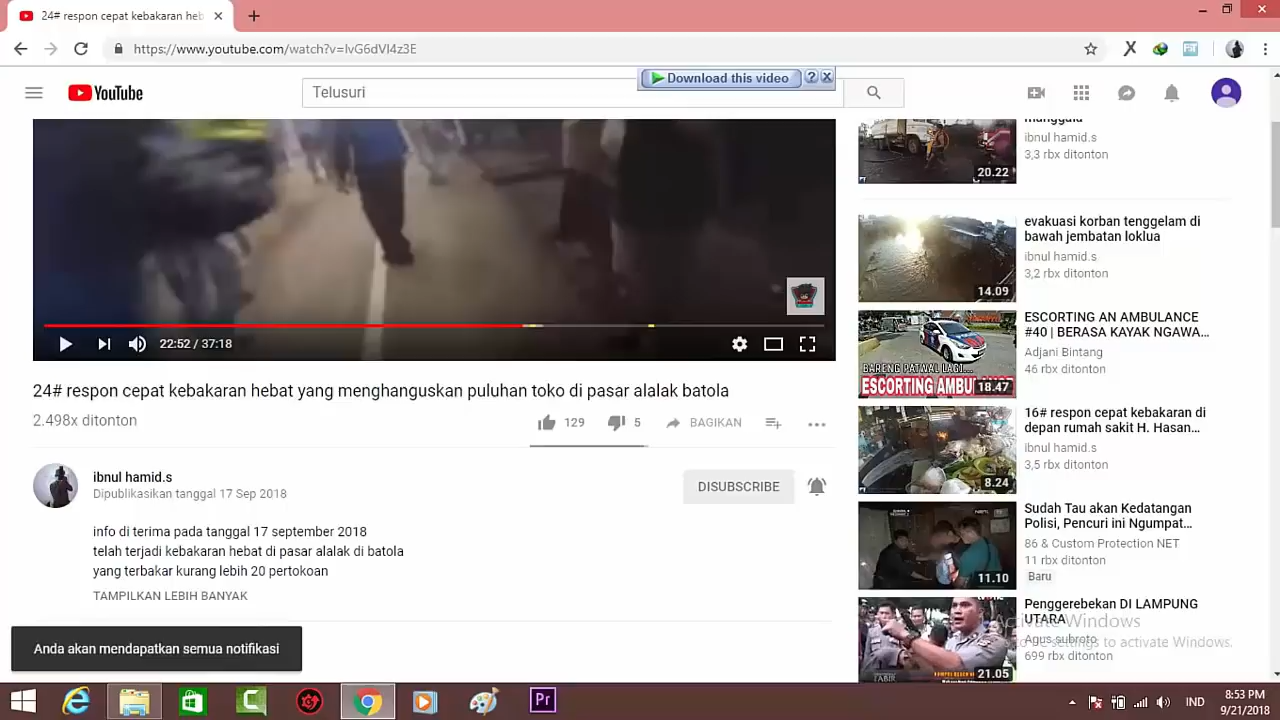 24# respon cepat kebakaran heb
https://www.youtube.com/watch?v=IvG6dVI4z3E
YouTube
Telusuri
Download this video
22:52 / 37:18
24# respon cepat kebakaran hebat yang menghanguskan puluhan toko di pasar alalak batola
2.498x ditonton
129
5
BAGIKAN
ibnul hamid.s
Dipublikasikan tanggal 17 Sep 2018
DISUBSCRIBE
info di terima pada tanggal 17 september 2018
telah terjadi kebakaran hebat di pasar alalak di batola
yang terbakar kurang lebih 20 pertokoan
TAMPILKAN LEBIH BANYAK
Anda akan mendapatkan semua notifikasi
ibnul hamid.s
3,3 rbx ditonton
20.22
evakuasi korban tenggelam di
bawah jembatan loklua
ibnul hamid.s
3,2 rbx ditonton
14.09
ESCORTING AN AMBULANCE
#40 | BERASA KAYAK NGAWA...
Adjani Bintang
46 rbx ditonton
BARENG PATWAL LAGI...
ESCORTING AMBU
18.47
16# respon cepat kebakaran di
depan rumah sakit H. Hasan...
ibnul hamid.s
3,5 rbx ditonton
8.24
Sudah Tau akan Kedatangan
Polisi, Pencuri ini Ngumpat...
86 & Custom Protection NET
11 rbx ditonton
Baru
11.10
Penggerebekan DI LAMPUNG
UTARA
Agus subroto
699 rbx ditonton
21.05
Activate Windows
to PC settings to activate Windows.
Pr
IND
8:53 PM
9/21/2018